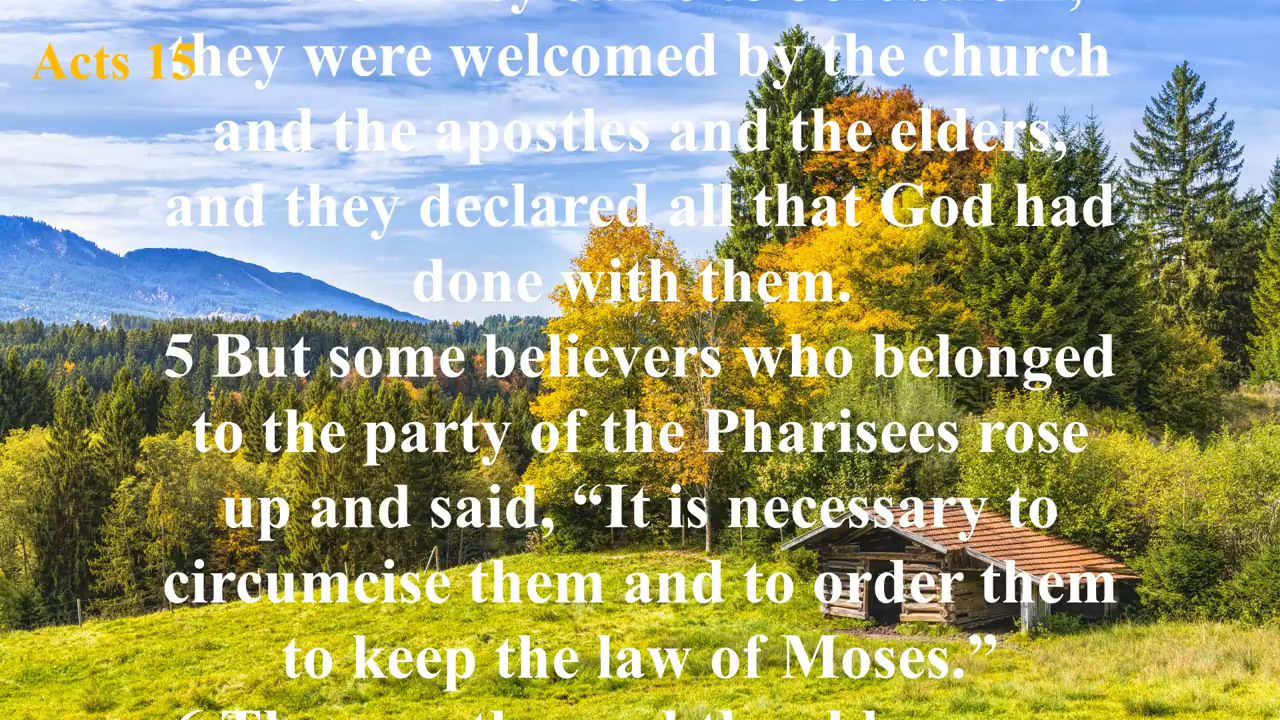 Acts 15
they were welcomed by the church
and the apostles and the elders,
and they declared all that God had
done with them.
5 But some believers who belonged
to the party of the Pharisees rose
up and said, “It is necessary to
circumcise them and to order them
to keep the law of Moses.”